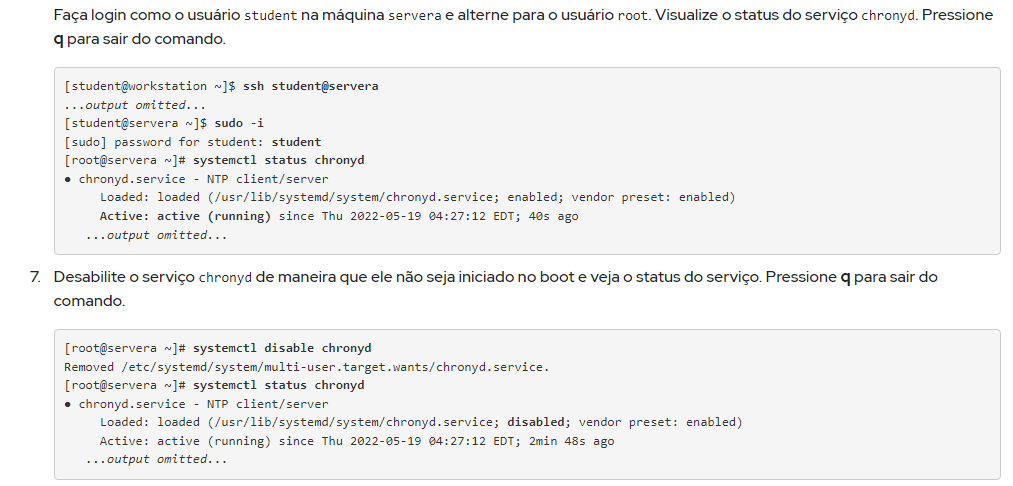 Faça login como o usuário student na máquina servera e alterne para o usuário root. Visualize o status do serviço chronyd. Pressione
q para sair do comando.
[student@workstation ~]$ ssh student@servera
...output omitted...
[student@servera ~]$ sudo -i
[sudo] password for student: student
[root@servera ~]# systemctl status chronyd
● chronyd.service - NTP client/server
Loaded: loaded (/usr/lib/systemd/system/chronyd.service; enabled; vendor preset: enabled)
Active: active (running) since Thu 2022-05-19 04:27:12 EDT; 40s ago
...output omitted...
7. Desabilite o serviço chronyd de maneira que ele não seja iniciado no boot e veja o status do serviço. Pressione q para sair do
comando.
[root@servera ~]# systemctl disable chronyd
Removed /etc/systemd/system/multi-user.target.wants/chronyd.service.
[root@servera ~]# systemctl status chronyd
● chronyd.service - NTP client/server
Loaded: loaded (/usr/lib/systemd/system/chronyd.service; disabled; vendor preset: enabled)
Active: active (running) since Thu 2022-05-19 04:27:12 EDT; 2min 48s ago
...output omitted...